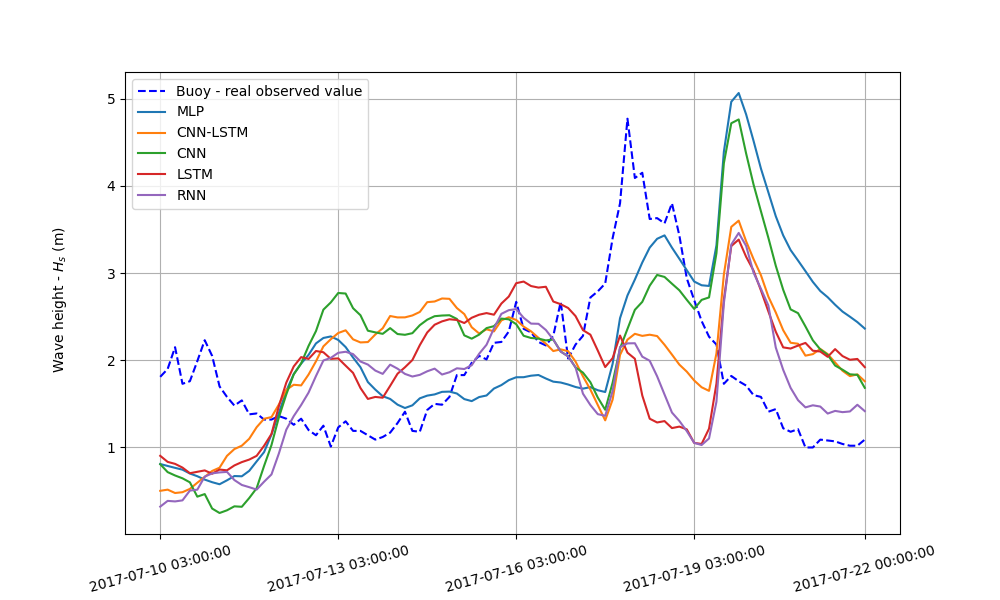 Buoy - real observed value
MLP
CNN-LSTM
CNN
LSTM
RNN
5
4
3
2
1
Wave height - Hₛ (m)
2017-07-10 03:00:00
2017-07-13 03:00:00
2017-07-16 03:00:00
2017-07-19 03:00:00
2017-07-22 00:00:00